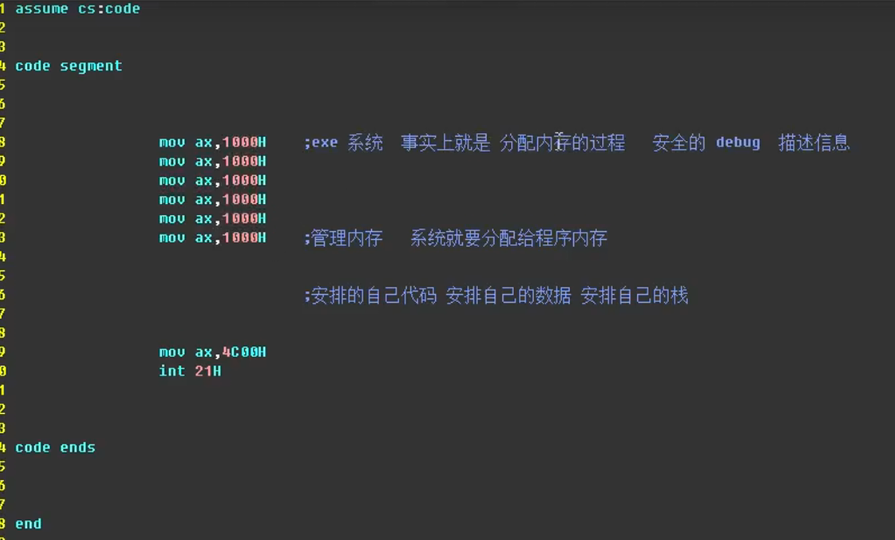 1 assume cs:code
2
3
4 code segment
5
6
7
8 mov ax,1000H ;exe 系统 事实上就是 分配内存的过程 安全的 debug 描述信息
9 mov ax,1000H
0 mov ax,1000H
1 mov ax,1000H
2 mov ax,1000H
3 mov ax,1000H ;管理内存 系统就要分配给程序内存
4
5
6 ;安排的自己代码 安排自己的数据 安排自己的栈
7
8
9 mov ax,4C00H
0 int 21H
1
2
3
4 code ends
5
6
7
8 end